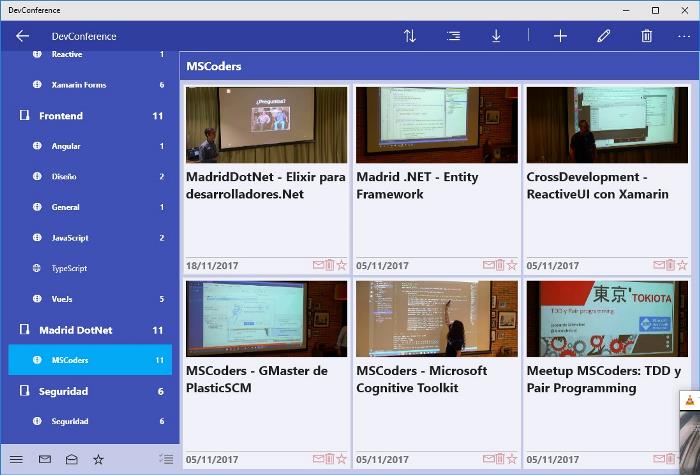 DevConference
DevConference
Reactive 1
Xamarin Forms 6
Frontend 11
Angular 1
Diseño 2
General 1
JavaScript 2
TypeScript
VueJs 5
Madrid DotNet 11
MSCoders 11
Seguridad 6
Seguridad 6
MSCoders
¿Preguntas?
MadridDotNet - Elixir para
desarrolladores.Net
18/11/2017
Madrid .NET - Entity
Framework
05/11/2017
CrossDevelopment -
ReactiveUI con Xamarin
05/11/2017
MSCoders - GMaster de
PlasticSCM
05/11/2017
MSCoders - Microsoft
Cognitive Toolkit
05/11/2017
東京 TOKIOTA
TDD y Pair programming
Meetup MSCoders: TDD y
Pair Programming
05/11/2017